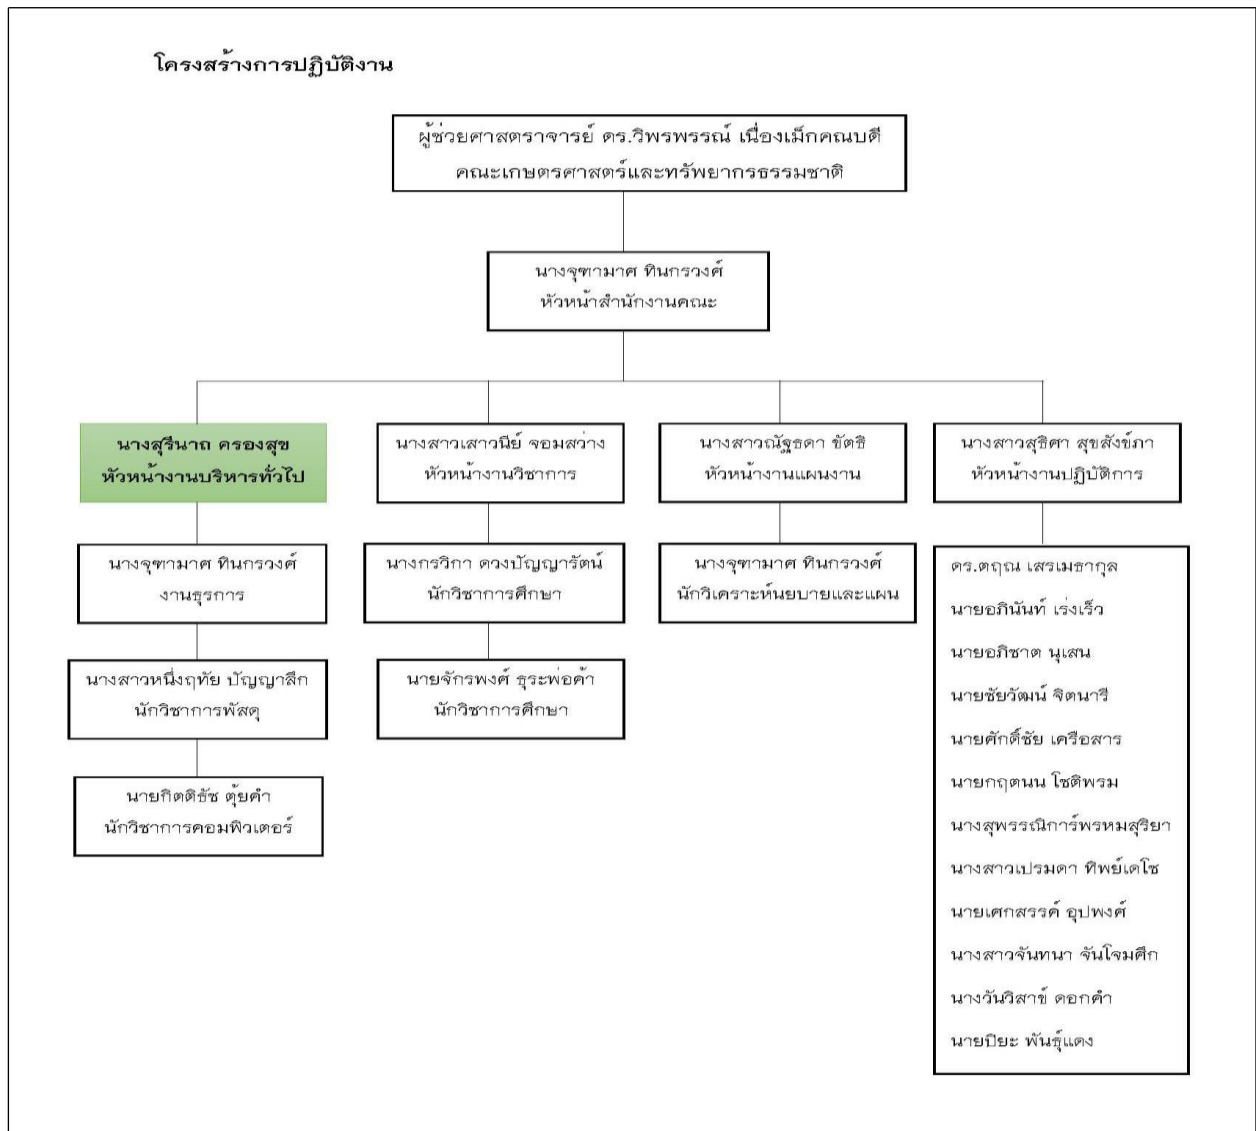 โครงสร้างการปฏิบัติงาน
ผู้ช่วยศาสตราจารย์ ดร.วิพรพรรณ์ เนื่องเม็กคณบดี
คณะเกษตรศาสตร์และทรัพยากรธรรมชาติ
นางจุฑามาศ ทินกรวงศ์
หัวหน้าสำนักงานคณะ
นางสุรีนาถ ครองสุข
หัวหน้างานบริหารทั่วไป
นางจุฑามาศ ทินกรวงศ์
งานธุรการ
นางสาวหนึ่งฤทัย ปัญญาสึก
นักวิชาการพัสดุ
นายกิตติธัช ตุ้ยคำ
นักวิชาการคอมพิวเตอร์
นางสาวเสาวนีย์ จอมสว่าง
หัวหน้างานวิชาการ
นางกรวิกา ดวงปัญญารัตน์
นักวิชาการศึกษา
นายจักรพงศ์ ธุระพ่อค้า
นักวิชาการศึกษา
นางสาวณัฐธดา ขัตธิ
หัวหน้างานแผนงาน
นางจุฑามาศ ทินกรวงศ์
นักวิเคราะห์นยบายและแผน
นางสาวสุธิศา สุขสังข์ภา
หัวหน้างานปฏิบัติการ
ดร.ตฤณ เสรเมธากุล
นายอภินันท์ เร่งเร็ว
นายอภิชาต นุเสน
นายชัยวัฒน์ จิตนารี
นายศักดิ์ชัย เครือสาร
นายกฤตนน โชติพรม
นางสุพรรณิการ์พรหมสุริยา
นางสาวเปรมดา ทิพย์เดโช
นายเศกสรรค์ อุปพงศ์
นางสาวจันทนา จันโจมศึก
นางวันวิสาข์ ดอกคำ
นายปิยะ พันธุ์แดง